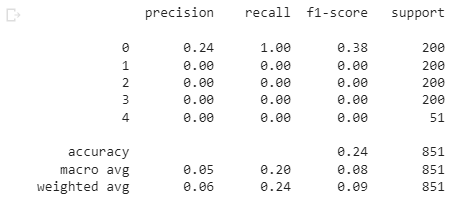 precision recall f1-score support
0 0.24 1.00 0.38 200
1 0.00 0.00 0.00 200
2 0.00 0.00 0.00 200
3 0.00 0.00 0.00 200
4 0.00 0.00 0.00 51
accuracy 0.24 851
macro avg 0.05 0.20 0.08 851
weighted avg 0.06 0.24 0.09 851